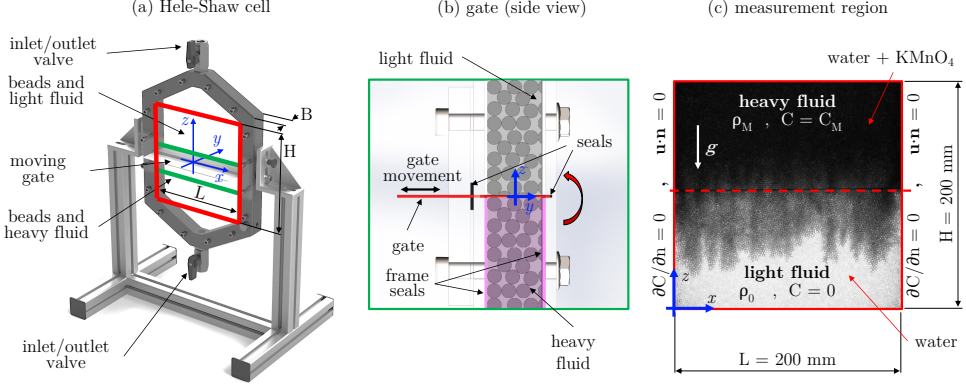 (a) Hele-Shaw cell
inlet/outlet
valve
beads and
light fluid
moving
gate
beads and
heavy fluid
inlet/outlet
valve
B
H
L
z
y
x
(b) gate (side view)
light fluid
gate
movement
seals
z
y
gate
frame
seals
heavy
fluid
(c) measurement region
water + KMnO₄
heavy fluid
ρ_M , C = C_M
g
light fluid
ρ₀ , C = 0
z
x
water
∂C/∂n = 0 , u·n = 0
∂C/∂n = 0 , u·n = 0
H = 200 mm
L = 200 mm